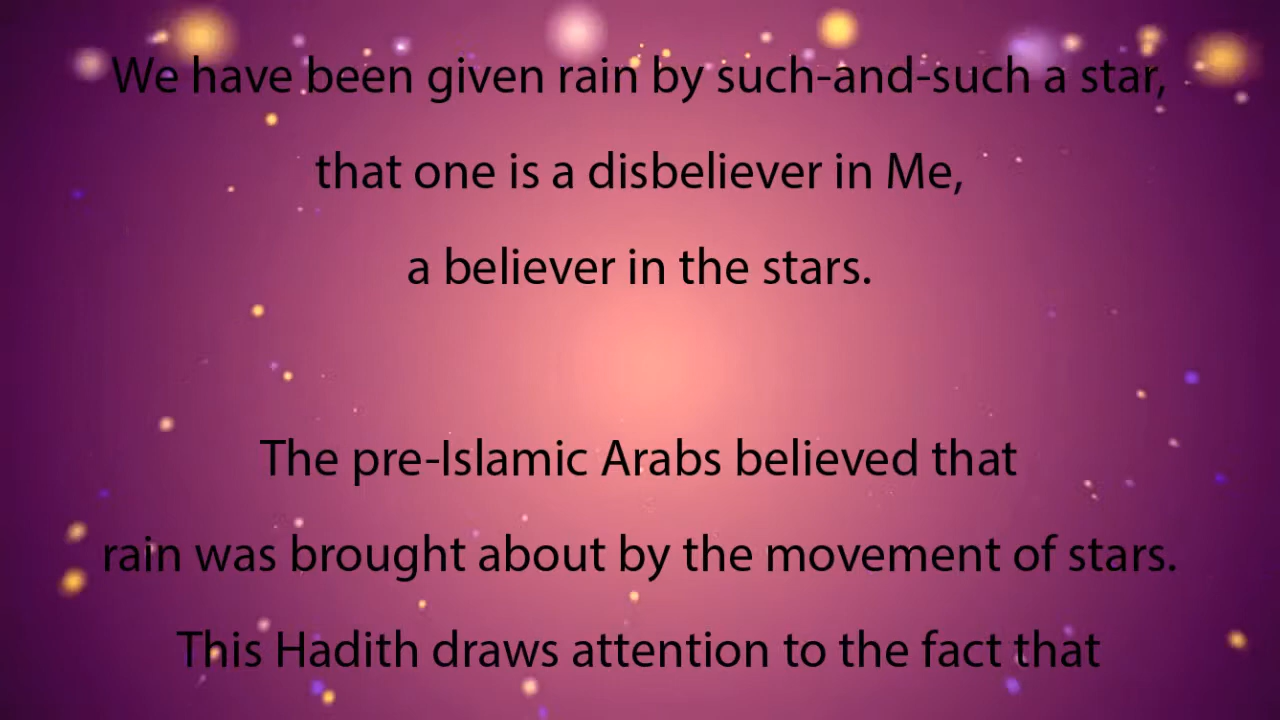 We have been given rain by such-and-such a star,
that one is a disbeliever in Me,
a believer in the stars.
The pre-Islamic Arabs believed that
rain was brought about by the movement of stars.
This Hadith draws attention to the fact that